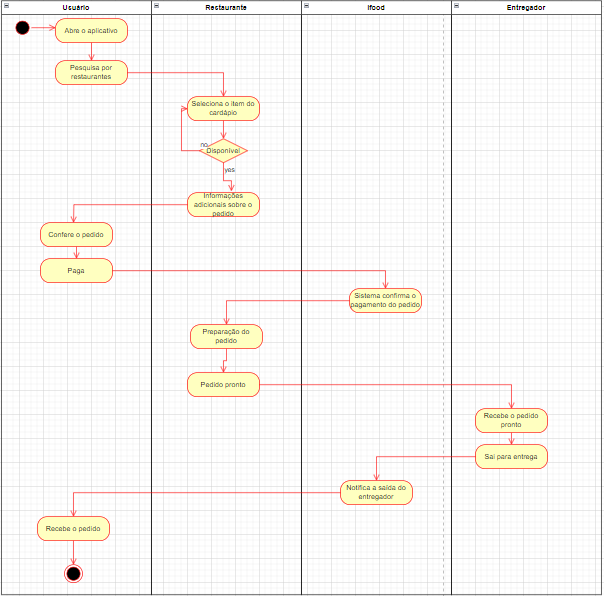 Usuário
Restaurante
Ifood
Entregador
Abre o aplicativo
Pesquisa por
restaurantes
Seleciona o item do
cardápio
no
Disponível
yes
Informações
adicionais sobre o
pedido
Confere o pedido
Paga
Sistema confirma o
pagamento do pedido
Preparação do
pedido
Pedido pronto
Recebe o pedido
pronto
Sai para entrega
Notifica a saída do
entregador
Recebe o pedido